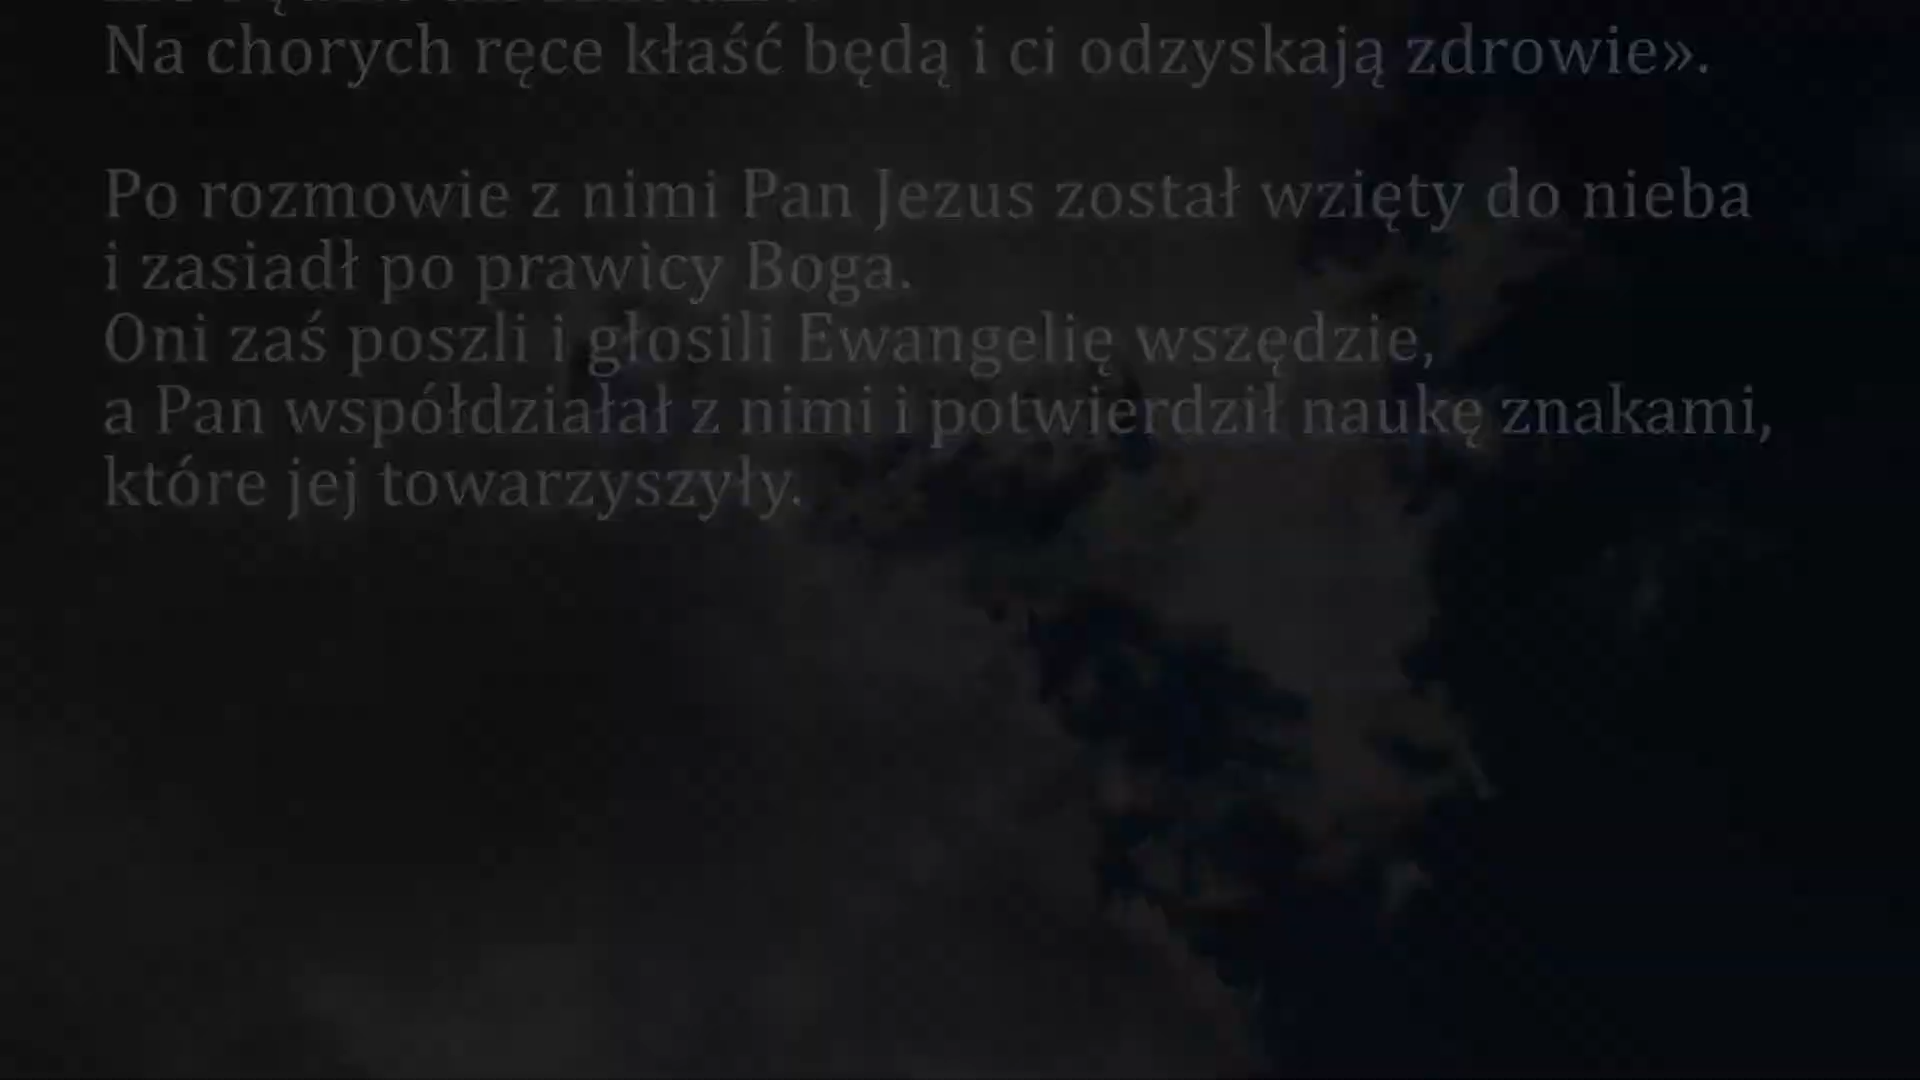 Na chorych ręce kłaść będą i ci odzyskają zdrowie».
Po rozmowie z nimi Pan Jezus został wzięty do nieba
i zasiadł po prawicy Boga.
Oni zaś poszli i głosili Ewangelię wszędzie,
a Pan współdziałał z nimi i potwierdził naukę znakami,
które jej towarzyszyły.